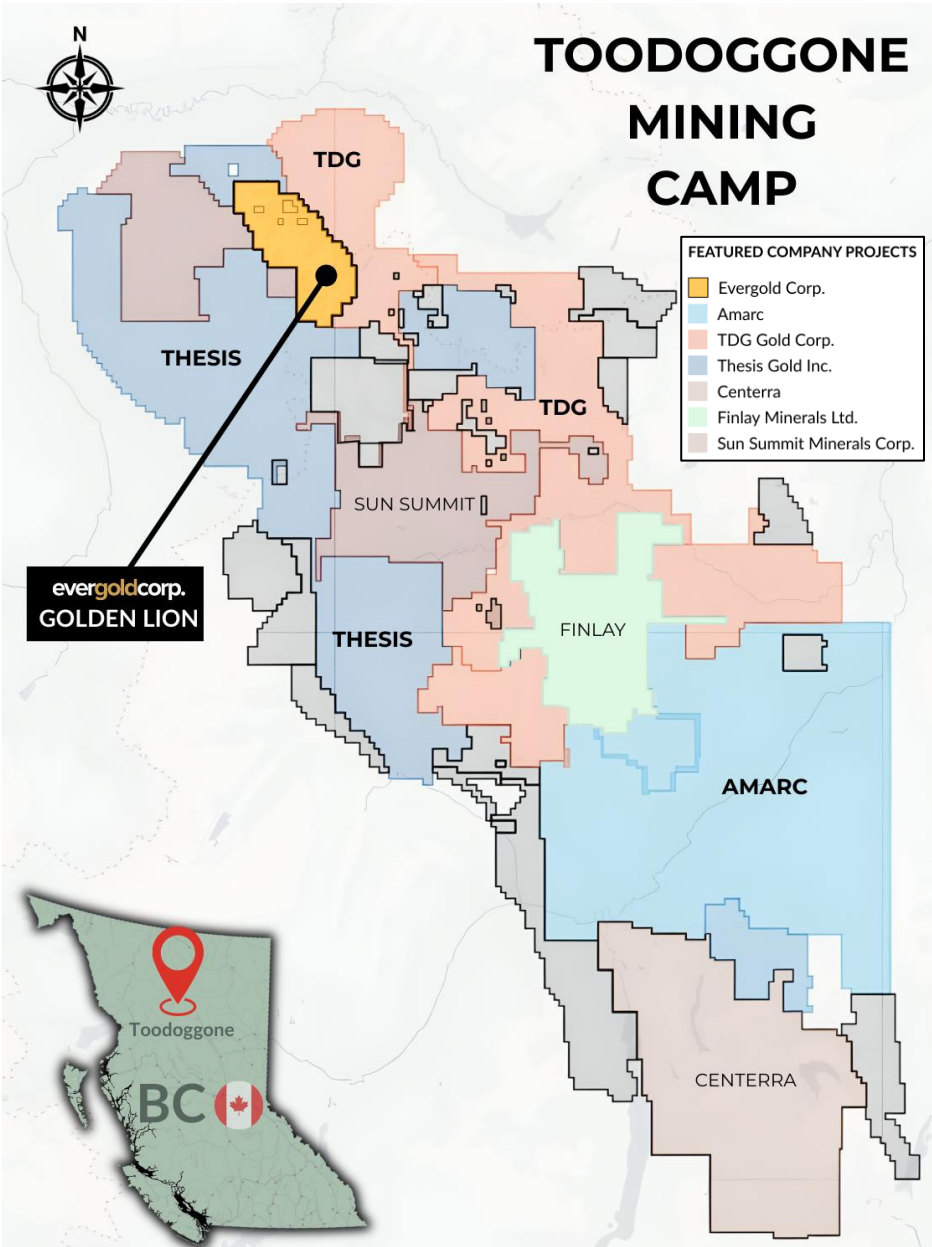 N
TOODOGGONE
MINING
CAMP
TDG
FEATURED COMPANY PROJECTS
Evergold Corp.
Amarc
TDG Gold Corp.
Thesis Gold Inc.
Centerra
Finlay Minerals Ltd.
Sun Summit Minerals Corp.
THESIS
TDG
SUN SUMMIT
evergoldcorp.
GOLDEN LION
THESIS
FINLAY
AMARC
Toodoggone
BC
CENTERRA